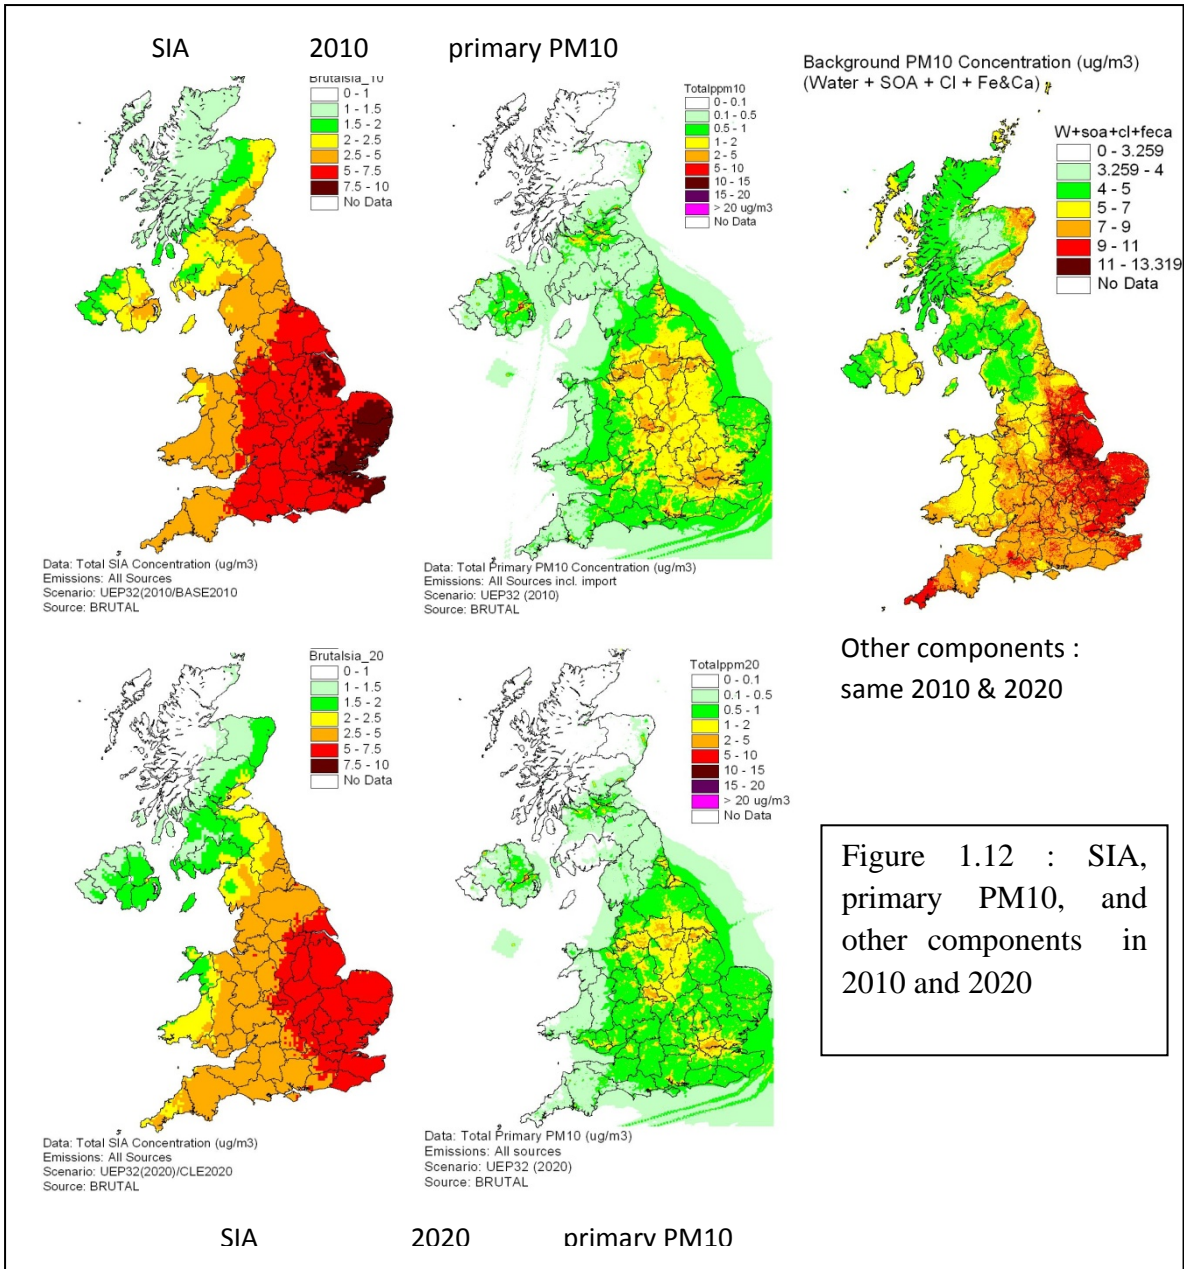 SIA 2010 primary PM10
Brutalsia_10
0 - 1
1 - 1.5
1.5 - 2
2 - 2.5
2.5 - 5
5 - 7.5
7.5 - 10
No Data
Data: Total SIA Concentration (ug/m3)
Emissions: All Sources
Scenario: UEP32(2010/BASE2010
Source: BRUTAL
Totalppm10
0 - 0.1
0.1 - 0.5
0.5 - 1
1 - 2
2 - 5
5 - 10
10 - 15
15 - 20
> 20 ug/m3
No Data
Data: Total Primary PM10 Concentration (ug/m3)
Emissions: All Sources incl. import
Scenario: UEP32 (2010)
Source: BRUTAL
Background PM10 Concentration (ug/m3)
(Water + SOA + Cl + Fe&Ca)
W+soa+cl+feca
0 - 3.259
3.259 - 4
4 - 5
5 - 7
7 - 9
9 - 11
11 - 13.319
No Data
Other components :
same 2010 & 2020
Brutalsia_20
0 - 1
1 - 1.5
1.5 - 2
2 - 2.5
2.5 - 5
5 - 7.5
7.5 - 10
No Data
Data: Total SIA Concentration (ug/m3)
Emissions: All Sources
Scenario: UEP32(2020)/CLE2020
Source: BRUTAL
Totalppm20
0 - 0.1
0.1 - 0.5
0.5 - 1
1 - 2
2 - 5
5 - 10
10 - 15
15 - 20
> 20 ug/m3
No Data
Data: Total Primary PM10 (ug/m3)
Emissions: All sources
Scenario: UEP32 (2020)
Source: BRUTAL
Figure 1.12 : SIA,
primary PM10, and
other components in
2010 and 2020
SIA 2020 primary PM10